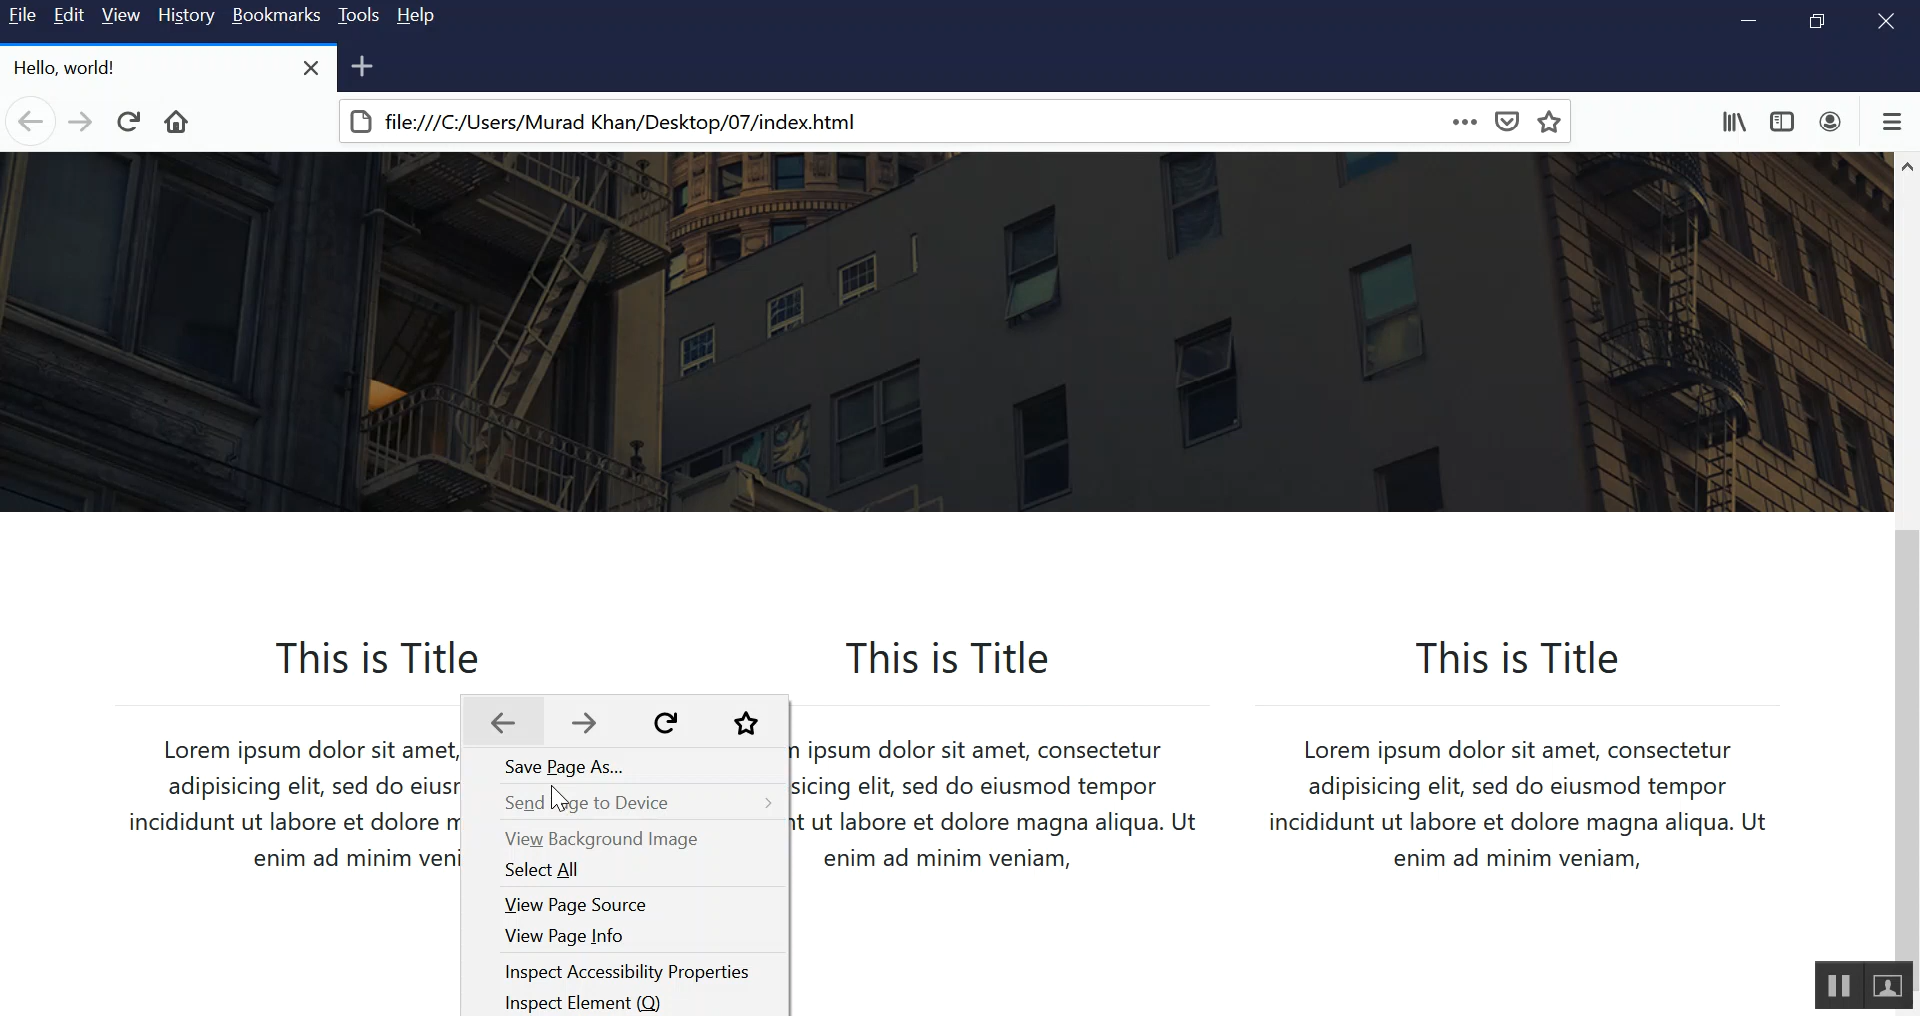 File Edit View History Bookmarks Tools Help
Hello, world!
file:///C:/Users/Murad Khan/Desktop/07/index.html
This is Title
This is Title
This is Title
Lorem ipsum dolor sit amet,
adipisicing elit, sed do
incididunt ut labore et dolore
enim ad minim
Save Page As...
Send to Device
View Background Image
Select All
View Page Source
View Page Info
Inspect Accessibility Properties
Inspect Element (Q)
ipsum dolor sit amet, consectetur
elit, sed do eiusmod tempor
ut labore et dolore magna aliqua. Ut
enim ad minim veniam,
Lorem ipsum dolor sit amet, consectetur
adipisicing elit, sed do eiusmod tempor
incididunt ut labore et dolore magna aliqua. Ut
enim ad minim veniam,